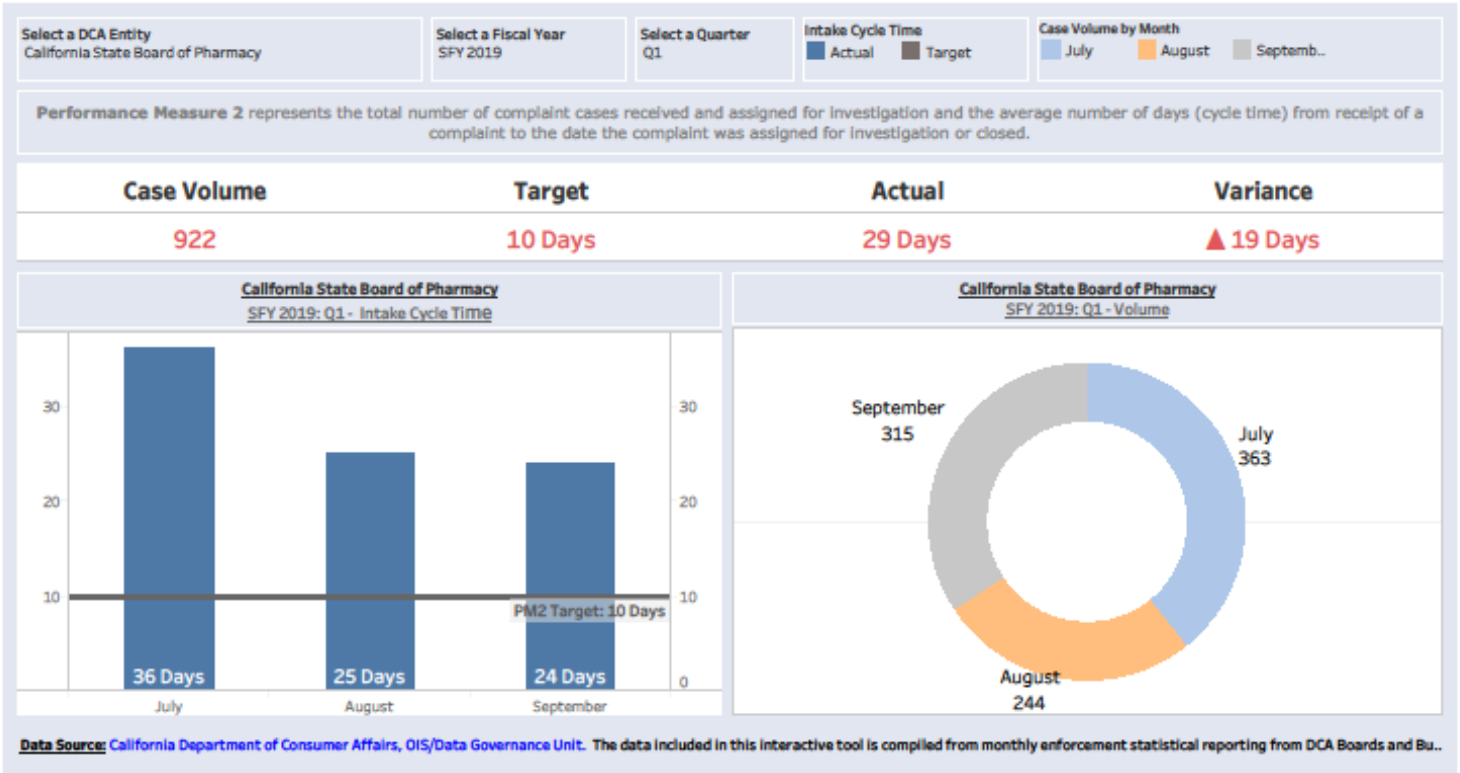 Select a DCA Entity
California State Board of Pharmacy
Select a Fiscal Year
SFY 2019
Select a Quarter
Q1
Intake Cycle Time
Actual
Target
Case Volume by Month
July
August
Septemb..
Performance Measure 2 represents the total number of complaint cases received and assigned for investigation and the average number of days (cycle time) from receipt of a
complaint to the date the complaint was assigned for investigation or closed.
Case Volume
Target
Actual
Variance
922
10 Days
29 Days
▲ 19 Days
California State Board of Pharmacy
SFY 2019: Q1 - Intake Cycle Time
30
20
10
30
20
10
0
PM2 Target: 10 Days
36 Days
25 Days
24 Days
July
August
September
California State Board of Pharmacy
SFY 2019: Q1 - Volume
September
315
July
363
August
244
Data Source: California Department of Consumer Affairs, OIS/Data Governance Unit. The data included in this interactive tool is compiled from monthly enforcement statistical reporting from DCA Boards and Bu..